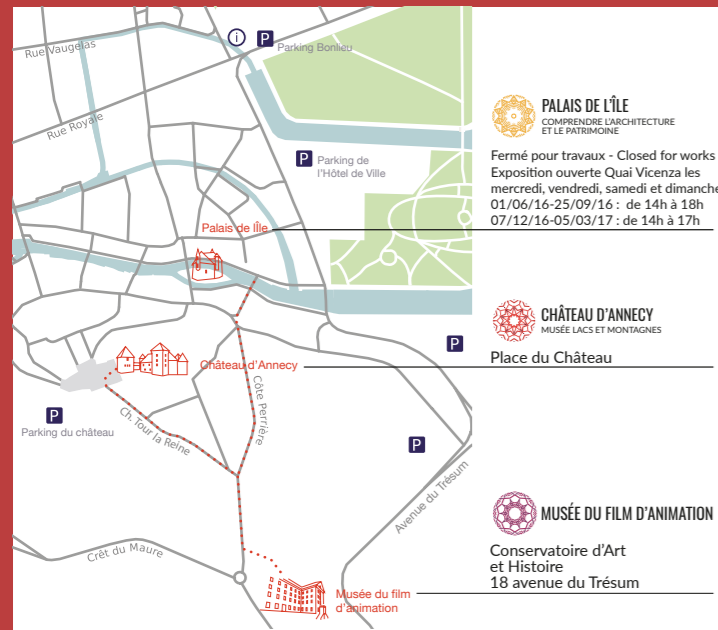 Rue Vaugelas
i
P
Parking Bonlieu
Rue Royale
P
Parking de
l'Hôtel de Ville
Palais de lÎle
Château d'Annecy
P
P
Parking du château
Ch. Tour la Reine
Côte Perrière
P
Avenue du Trésum
Crêt du Maure
Musée du film
d'animation
PALAIS DE L'ÎLE
COMPRENDRE L'ARCHITECTURE
ET LE PATRIMOINE
Fermé pour travaux - Closed for works
Exposition ouverte Quai Vicenza les
mercredi, vendredi, samedi et dimanche
01/06/16-25/09/16 : de 14h à 18h
07/12/16-05/03/17 : de 14h à 17h
CHÂTEAU D'ANNECY
MUSÉE LACS ET MONTAGNES
Place du Château
MUSÉE DU FILM D'ANIMATION
Conservatoire d'Art
et Histoire
18 avenue du Trésum